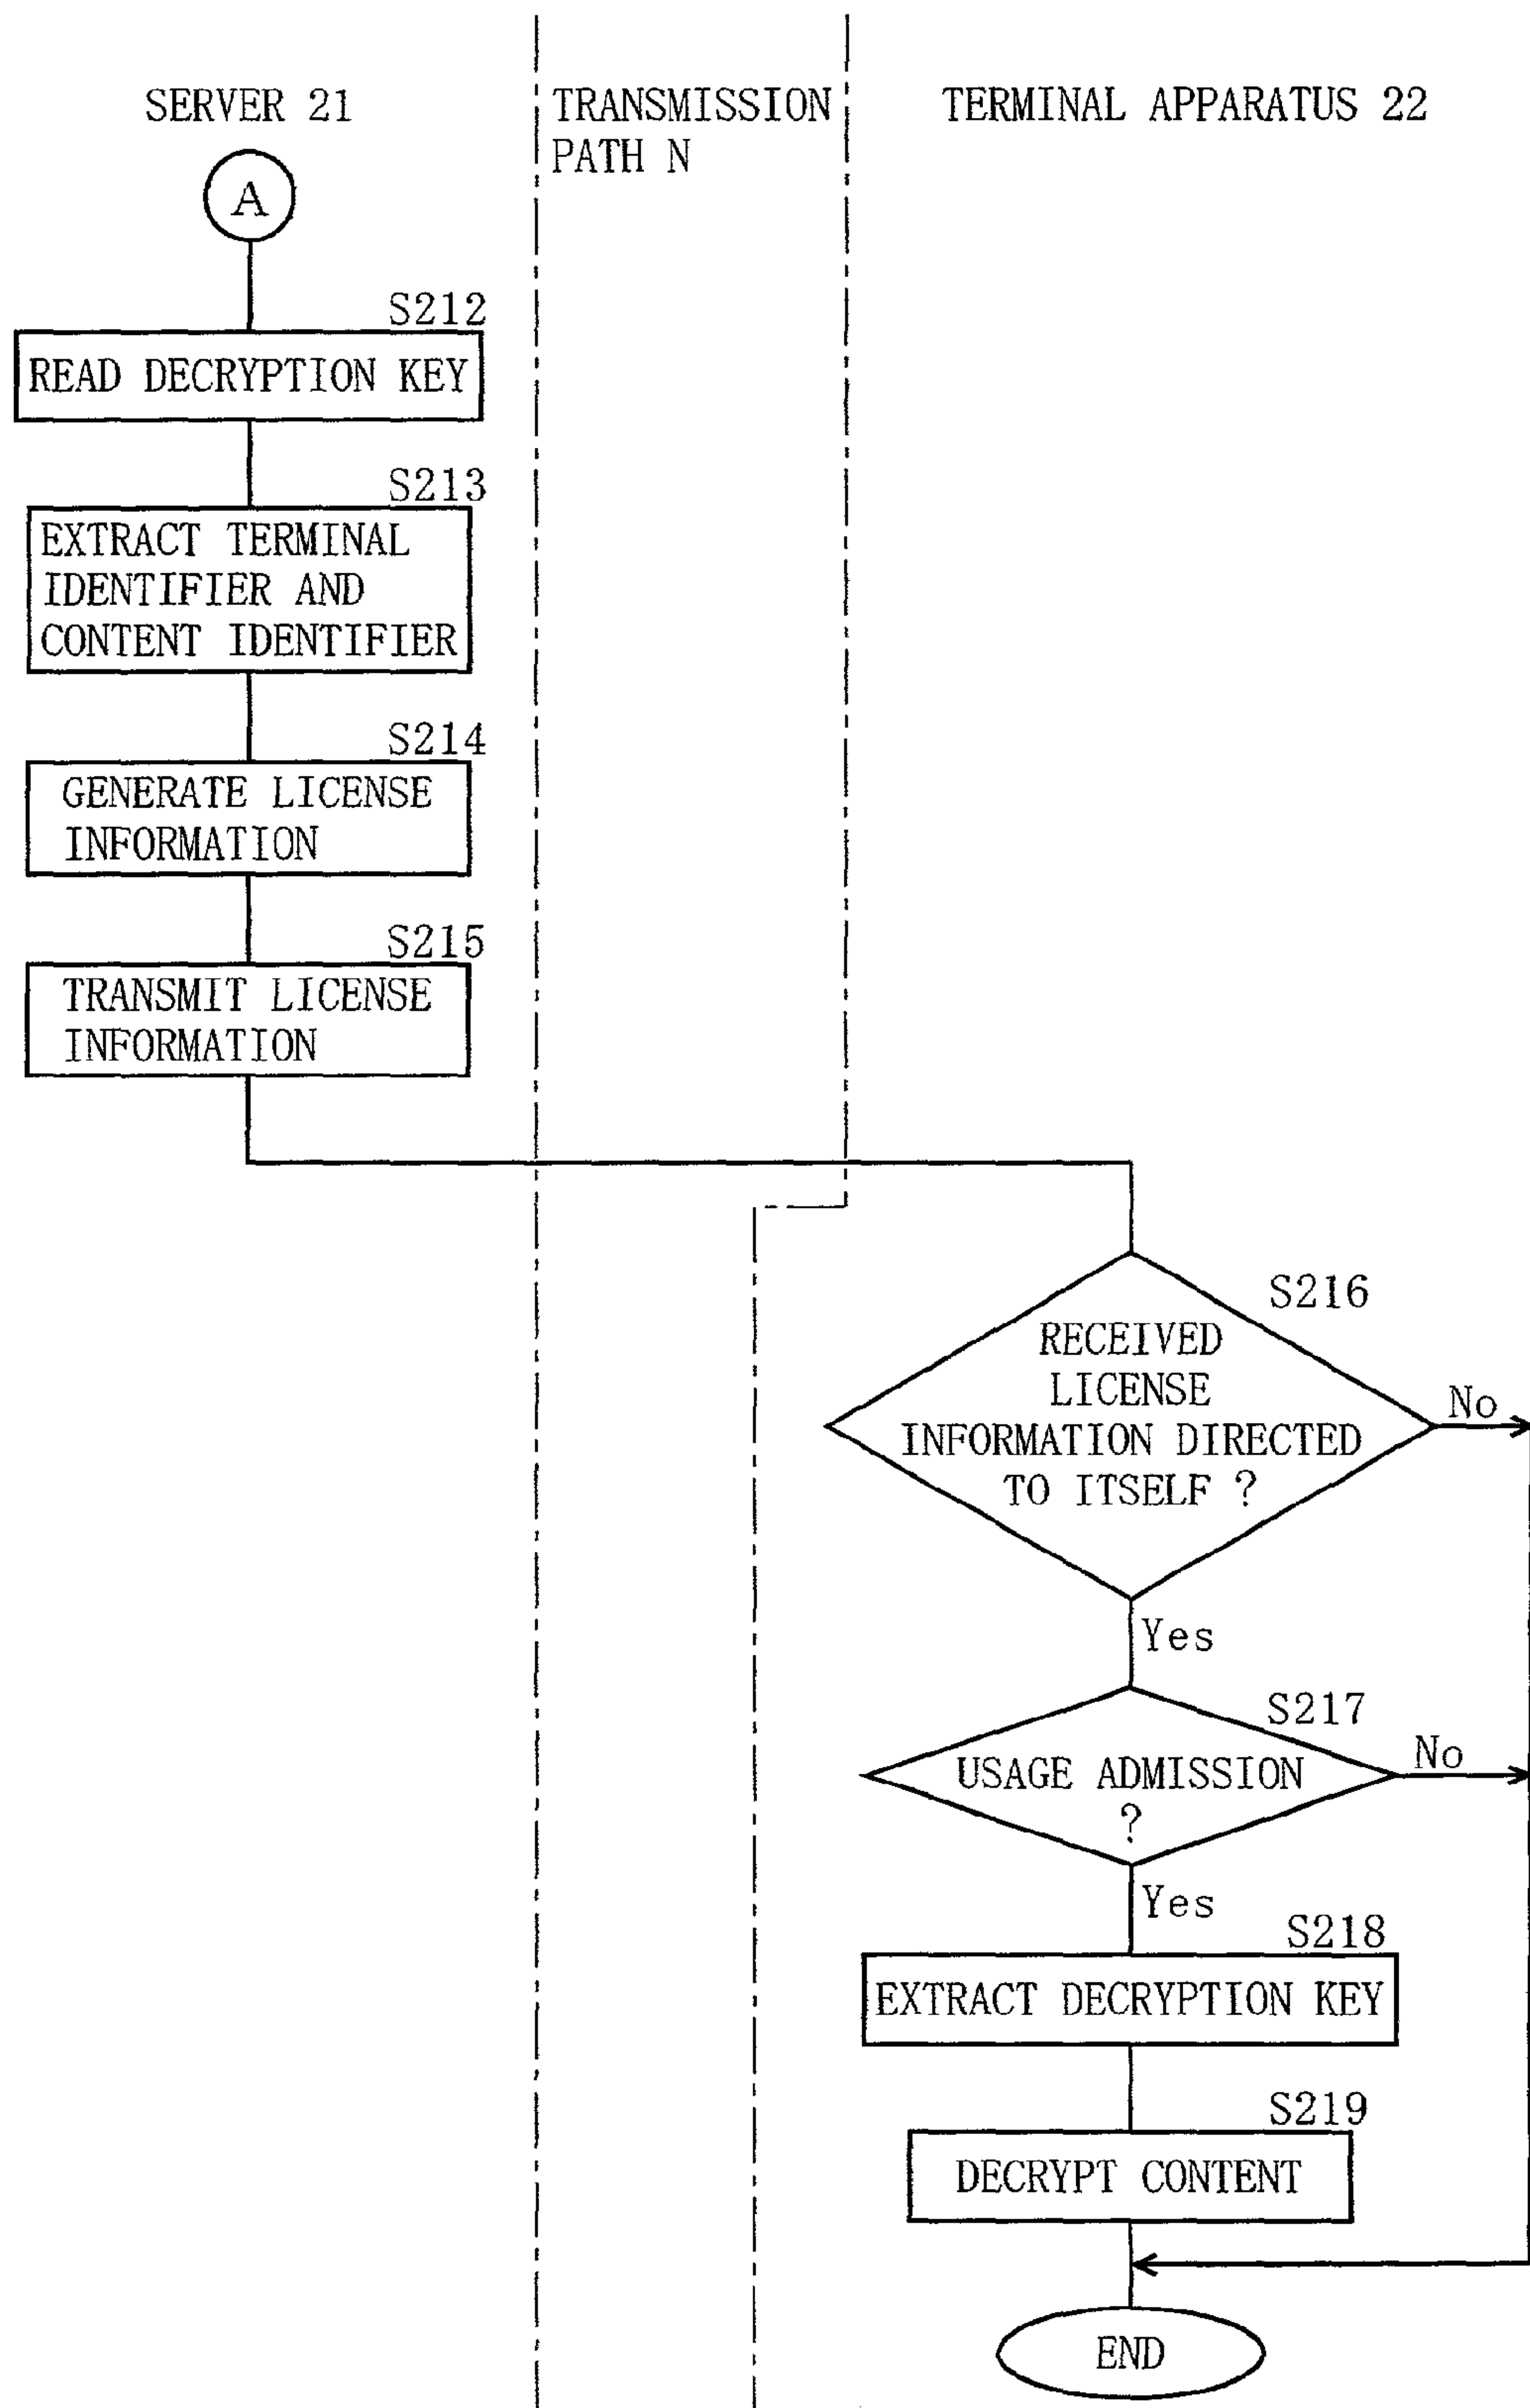 SERVER 21
TRANSMISSION
PATH N
TERMINAL APPARATUS 22
A
S212
READ DECRYPTION KEY
S213
EXTRACT TERMINAL
IDENTIFIER AND
CONTENT IDENTIFIER
S214
GENERATE LICENSE
INFORMATION
S215
TRANSMIT LICENSE
INFORMATION
S216
RECEIVED
LICENSE
INFORMATION DIRECTED
TO ITSELF ?
No
Yes
S217
USAGE ADMISSION
?
No
Yes
S218
EXTRACT DECRYPTION KEY
S219
DECRYPT CONTENT
END